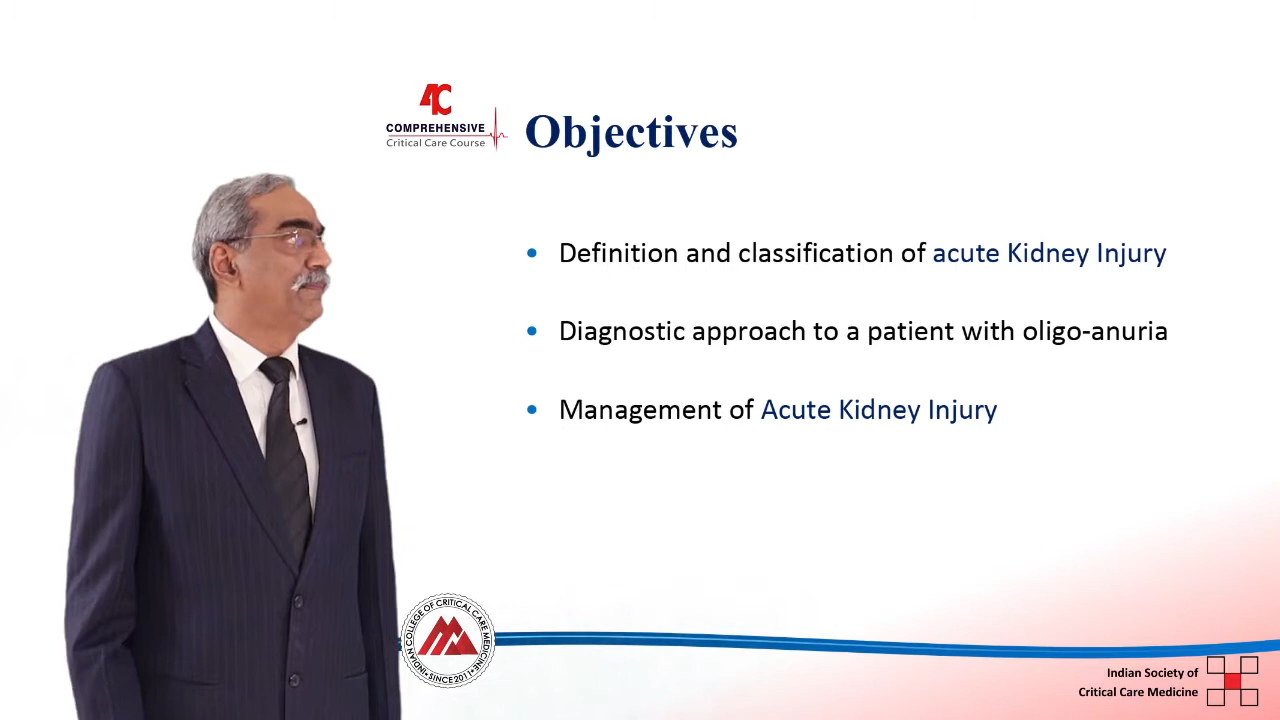 4C
COMPREHENSIVE
Critical Care Course
Objectives
• Definition and classification of acute Kidney Injury
• Diagnostic approach to a patient with oligo-anuria
• Management of Acute Kidney Injury
INDIAN COLLEGE OF CRITICAL CARE MEDICINE
• SINCE 2011 •
Indian Society of
Critical Care Medicine